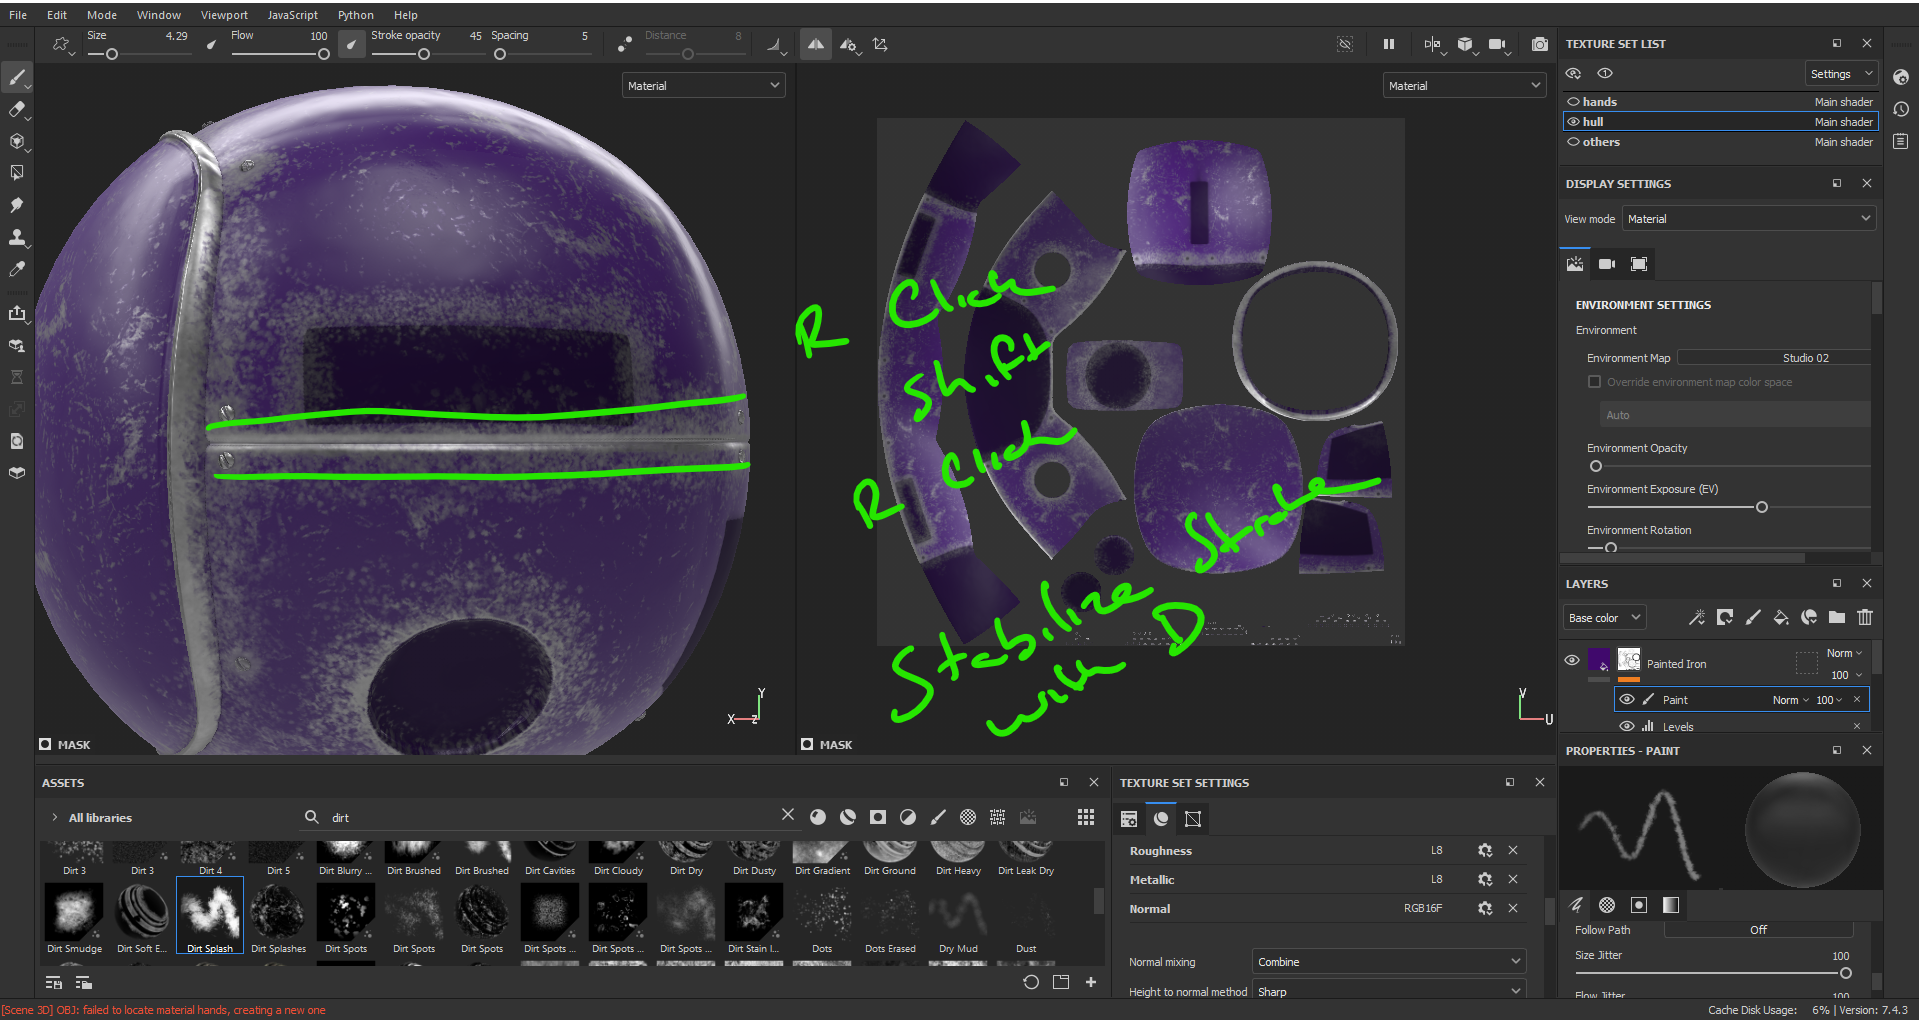 File Edit Mode Window Viewport JavaScript Python Help
Size 4.29 Flow 100 Stroke opacity 45 Spacing 5 Distance 8
Material
Material
TEXTURE SET LIST
Settings
hands Main shader
hull Main shader
others Main shader
DISPLAY SETTINGS
View mode Material
ENVIRONMENT SETTINGS
Environment
Environment Map Studio 02
Override environment map color space
Auto
Environment Opacity
Environment Exposure (EV)
Environment Rotation
R Click
Shift
R Click
Stabilize Stroke
with D
X Y Z
V U
MASK
MASK
LAYERS
Base color
Painted Iron Norm 100
Paint Norm 100
Levels
PROPERTIES - PAINT
Follow Path Off
Size Jitter 100
Flow Jitter 100
ASSETS
All libraries dirt
Dirt 3 Dirt 3 Dirt 4 Dirt 5 Dirt Blurry ... Dirt Brushed Dirt Brushed Dirt Cavities Dirt Cloudy Dirt Dry Dirt Dusty Dirt Gradient Dirt Ground Dirt Heavy Dirt Leak Dry
Dirt Smudge Dirt Soft E... Dirt Splash Dirt Splashes Dirt Spots Dirt Spots Dirt Spots Dirt Spots ... Dirt Spots ... Dirt Spots ... Dirt Stain I... Dots Dots Erased Dry Mud Dust
TEXTURE SET SETTINGS
Roughness L8
Metallic L8
Normal RGB16F
Normal mixing Combine
Height to normal method Sharp
[Scene 3D] OBJ: failed to locate material hands, creating a new one
Cache Disk Usage: 6% | Version: 7.4.3